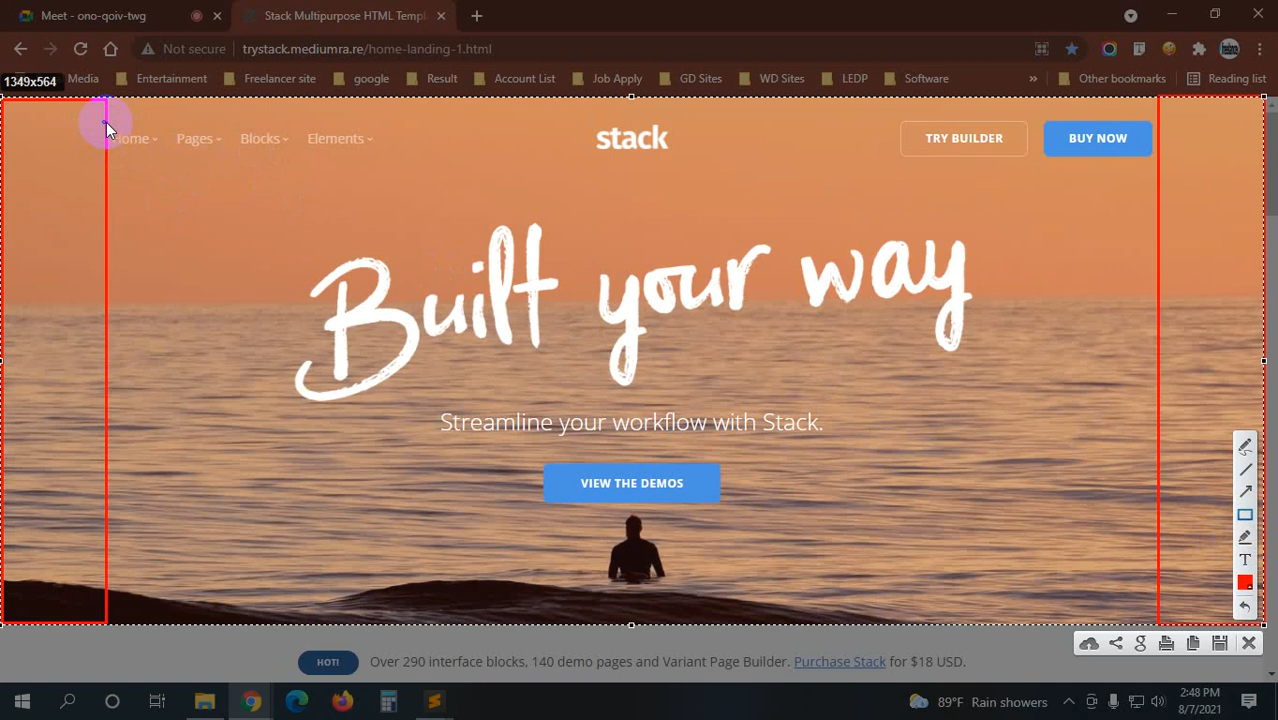 Meet - ono-qoiv-twg
Stack Multipurpose HTML Templ
Not secure
trystack.mediumra.re/home-landing-1.html
Media
Entertainment
Freelancer site
google
Result
Account List
Job Apply
GD Sites
WD Sites
LEDP
Software
»
Other bookmarks
Reading list
1349x564
Home
Pages
Blocks
Elements
stack
TRY BUILDER
BUY NOW
Built your way
Streamline your workflow with Stack.
VIEW THE DEMOS
T
g
HOT!
Over 290 interface blocks, 140 demo pages and Variant Page Builder. Purchase Stack for $18 USD.
89°F Rain showers
2:48 PM
8/7/2021